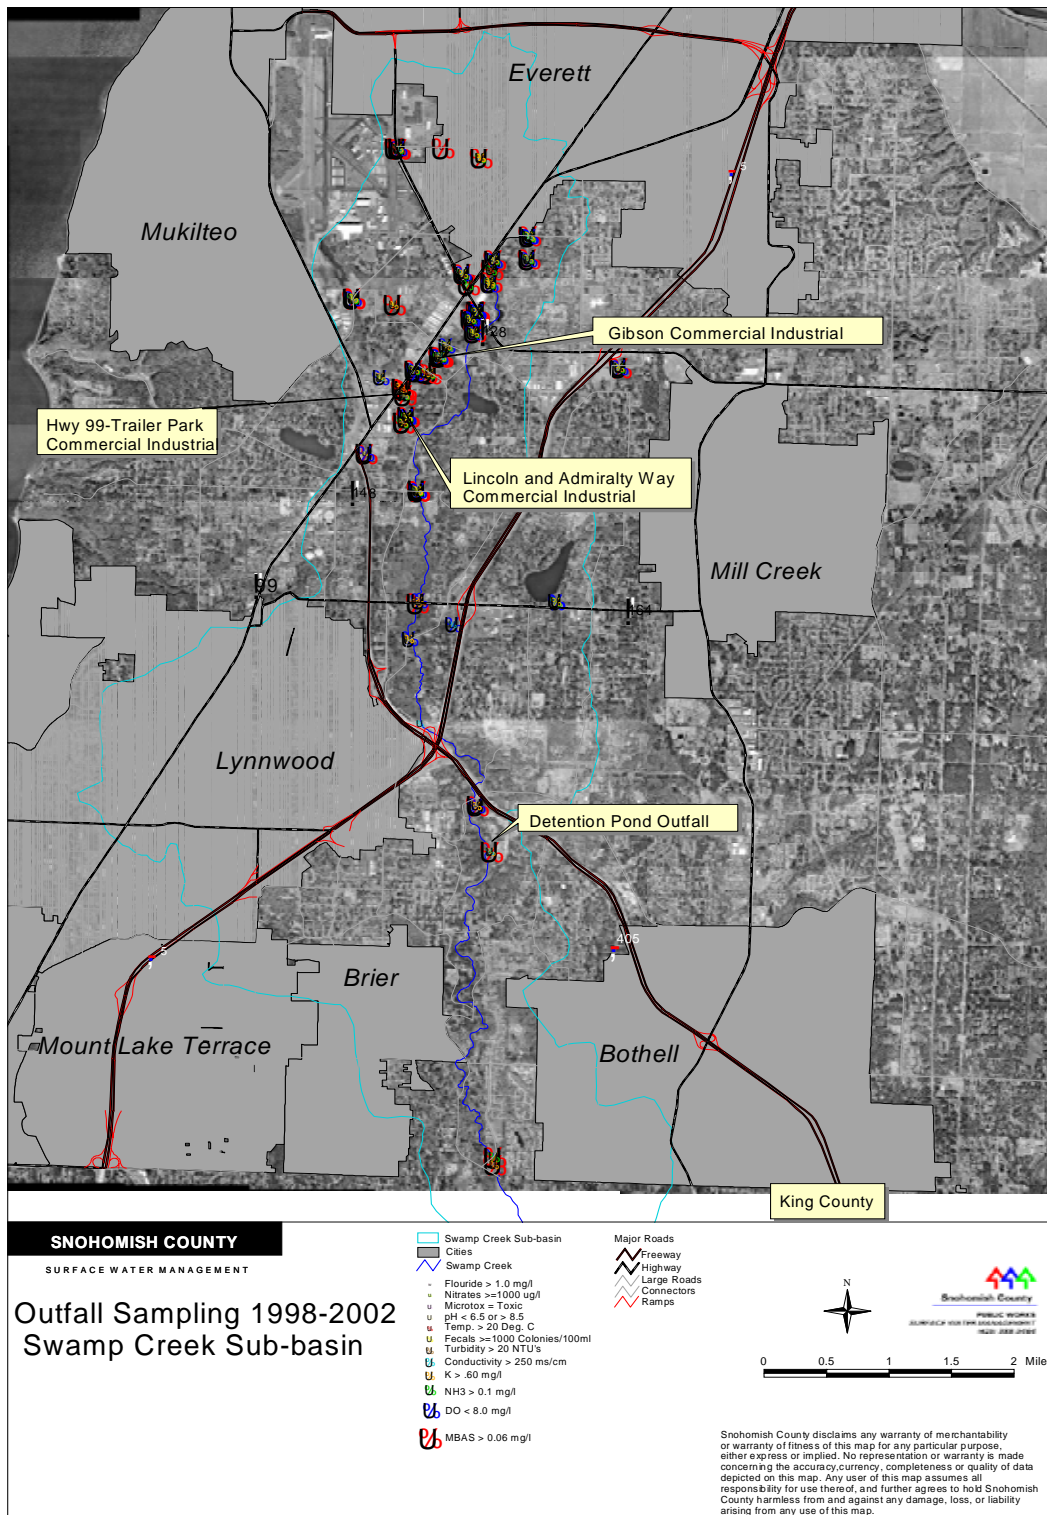 Everett
5
Mukilteo
128
Gibson Commercial Industrial
Hwy 99-Trailer Park
Commercial Industrial
Lincoln and Admiralty Way
Commercial Industrial
148
99
Mill Creek
164
Lynnwood
Detention Pond Outfall
405
5
Brier
Mount Lake Terrace
Bothell
King County
SNOHOMISH COUNTY
SURFACE WATER MANAGEMENT
Outfall Sampling 1998-2002
Swamp Creek Sub-basin
Swamp Creek Sub-basin
Cities
Swamp Creek
Flouride > 1.0 mg/l
Nitrates >=1000 ug/l
Microtox = Toxic
pH < 6.5 or > 8.5
Temp. > 20 Deg. C
Fecals >=1000 Colonies/100ml
Turbidity > 20 NTU's
Conductivity > 250 ms/cm
K > .60 mg/l
NH3 > 0.1 mg/l
DO < 8.0 mg/l
MBAS > 0.06 mg/l
Major Roads
Freeway
Highway
Large Roads
Connectors
Ramps
N
Snohomish County
PUBLIC WORKS
SURFACE WATER MANAGEMENT
0 0.5 1 1.5 2 Mile
Snohomish County disclaims any warranty of merchantability
or warranty of fitness of this map for any particular purpose,
either express or implied. No representation or warranty is made
concerning the accuracy,currency, completeness or quality of data
depicted on this map. Any user of this map assumes all
responsibility for use thereof, and further agrees to hold Snohomish
County harmless from and against any damage, loss, or liability
arising from any use of this map.